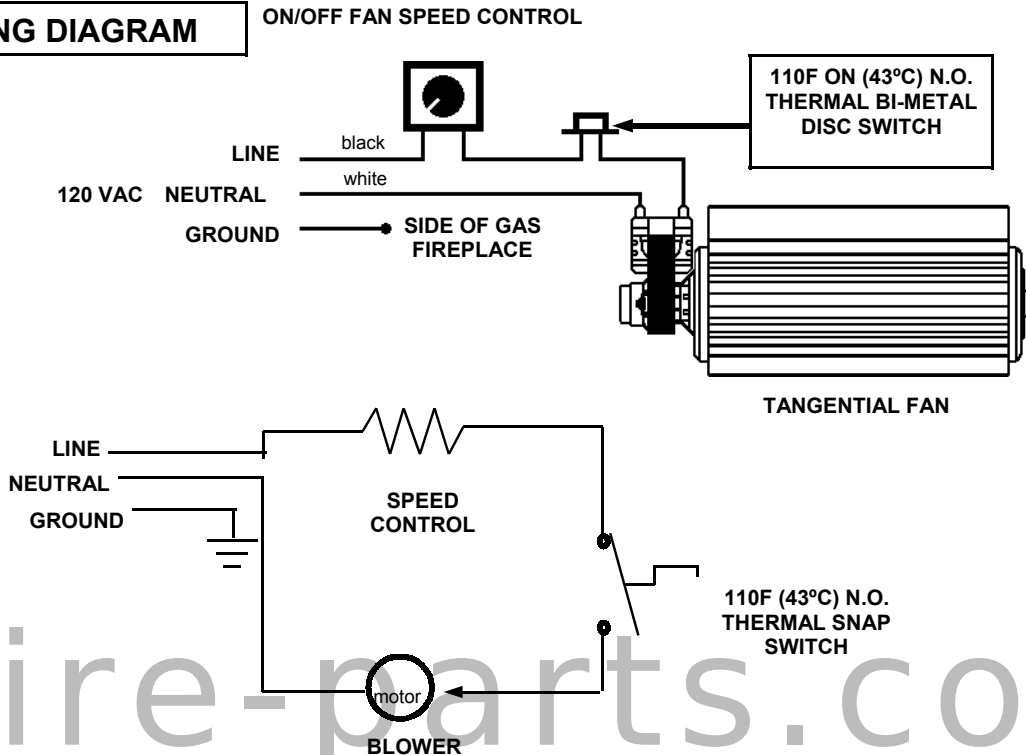 NG DIAGRAM
ON/OFF FAN SPEED CONTROL
110F ON (43ºC) N.O.
THERMAL BI-METAL
DISC SWITCH
black
LINE
white
120 VAC NEUTRAL
GROUND
SIDE OF GAS
FIREPLACE
TANGENTIAL FAN
LINE
NEUTRAL
GROUND
SPEED
CONTROL
110F (43ºC) N.O.
THERMAL SNAP
SWITCH
motor
BLOWER
ire-parts.co